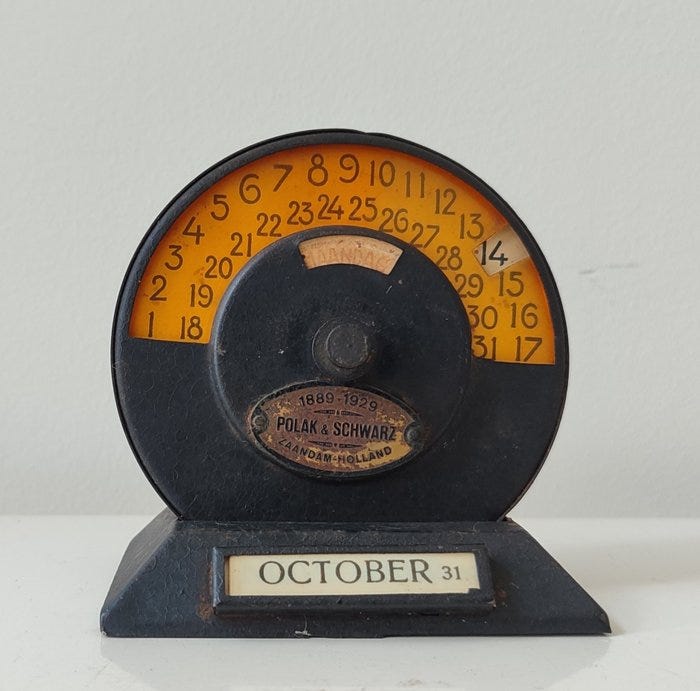 1 2 3 4 5 6 7 8 9 10 11 12 13 14 15 16 17
18 19 20 21 22 23 24 25 26 27 28 29 30 31
MAANDAG
1889-1929
POLAK & SCHWARZ
ZAANDAM-HOLLAND
OCTOBER 31